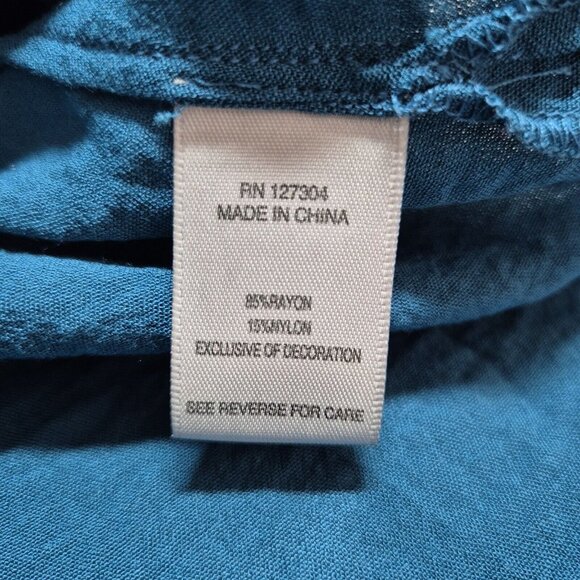 RN 127304
MADE IN CHINA
85%RAYON
15%NYLON
EXCLUSIVE OF DECORATION
SEE REVERSE FOR CARE